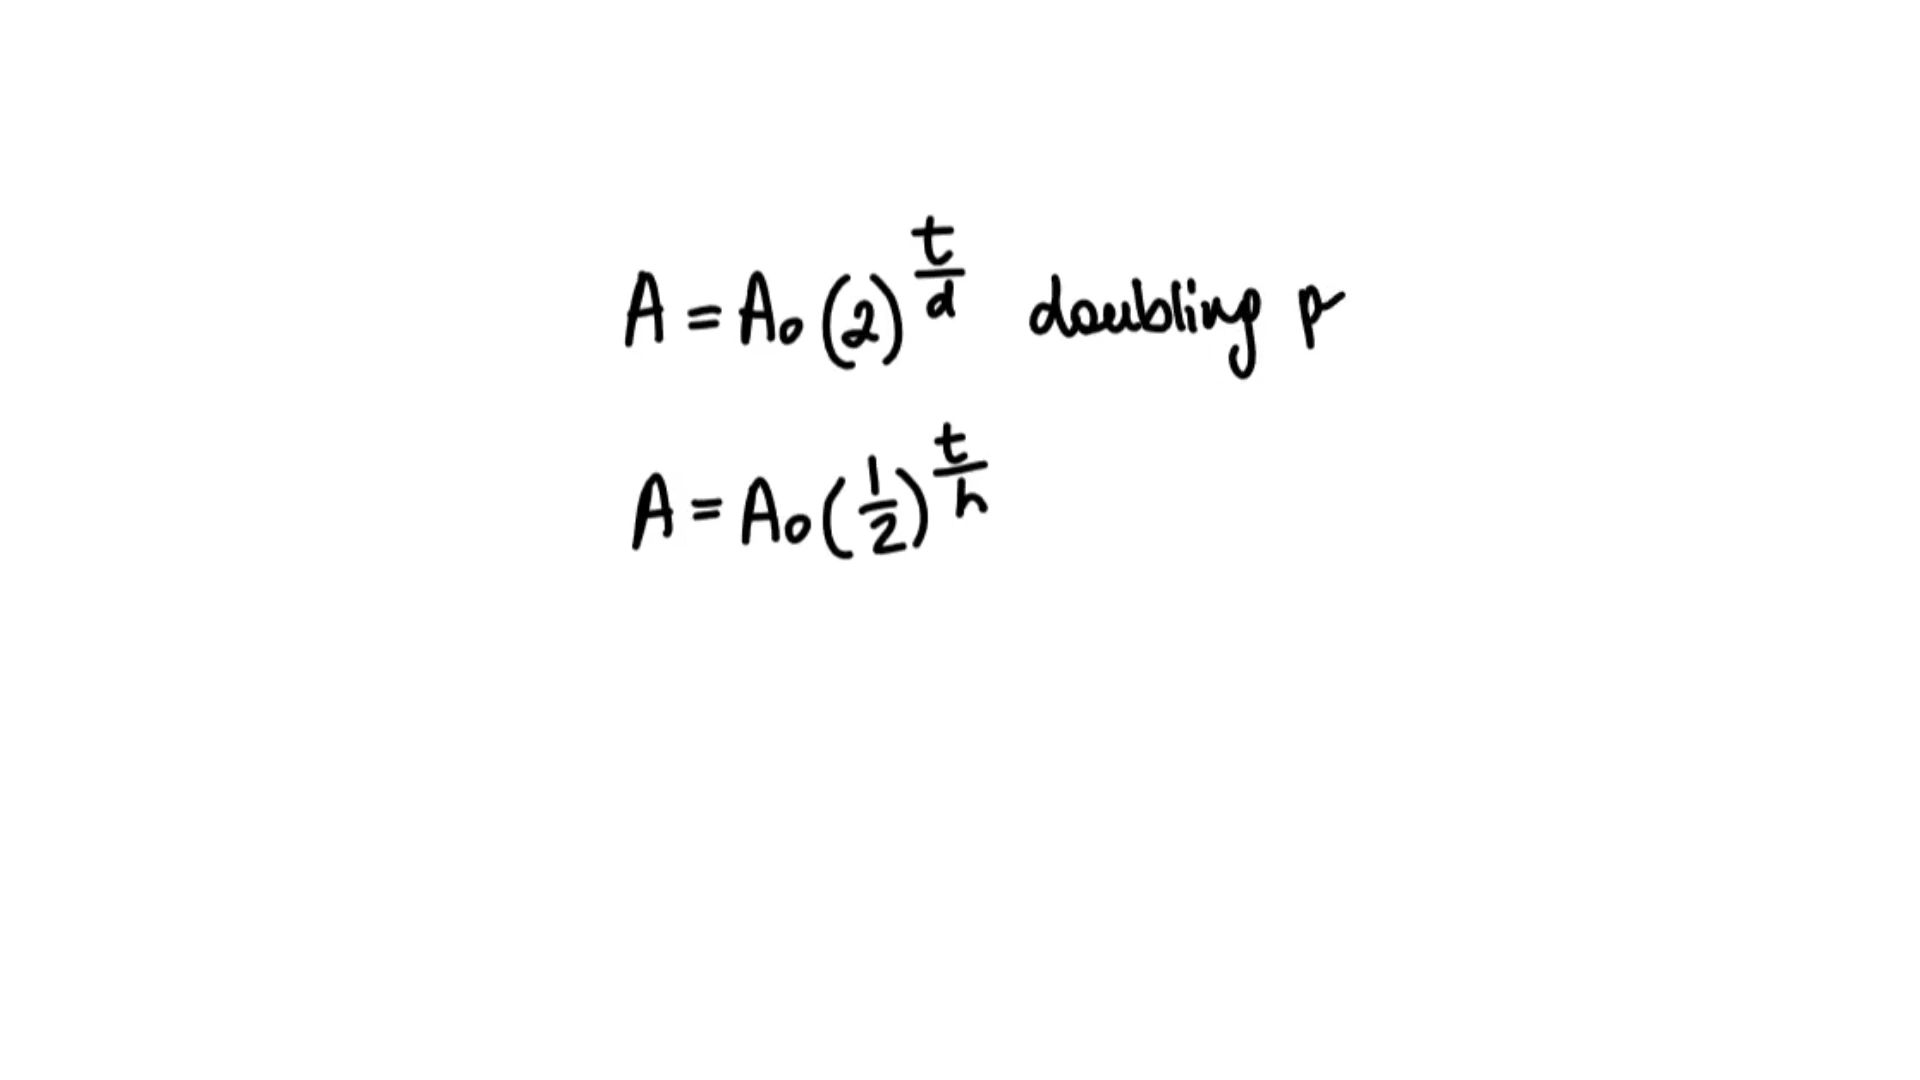 A = A₀(2)^(t/d) doubling p
A = A₀(1/2)^(t/h)